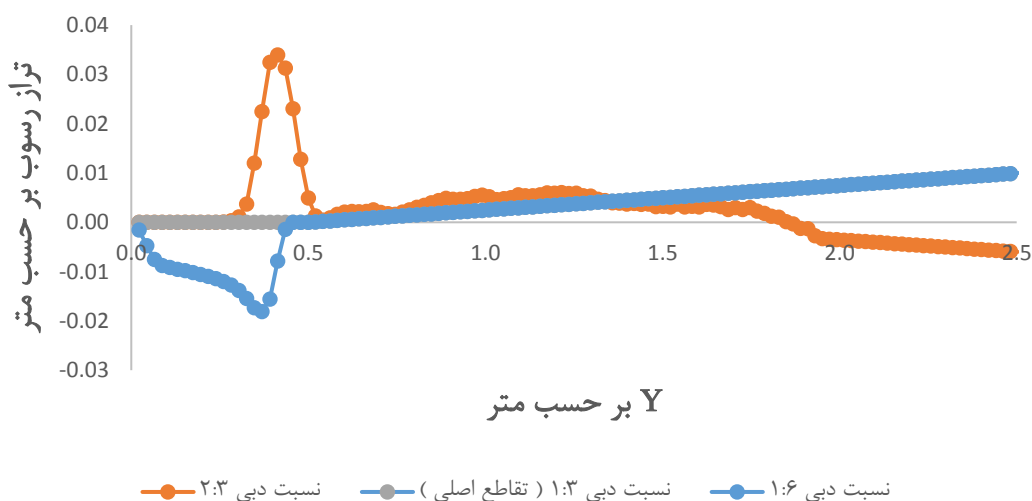 0.04
0.03
0.02
0.01
0.00
-0.01
-0.02
-0.03
0.0 0.5 1.0 1.5 2.0 2.5
تراز رسوب بر حسب متر
Y بر حسب متر
نسبت دبی ۲:۳
نسبت دبی ۱:۳ ( تقاطع اصلی )
نسبت دبی ۱:۶